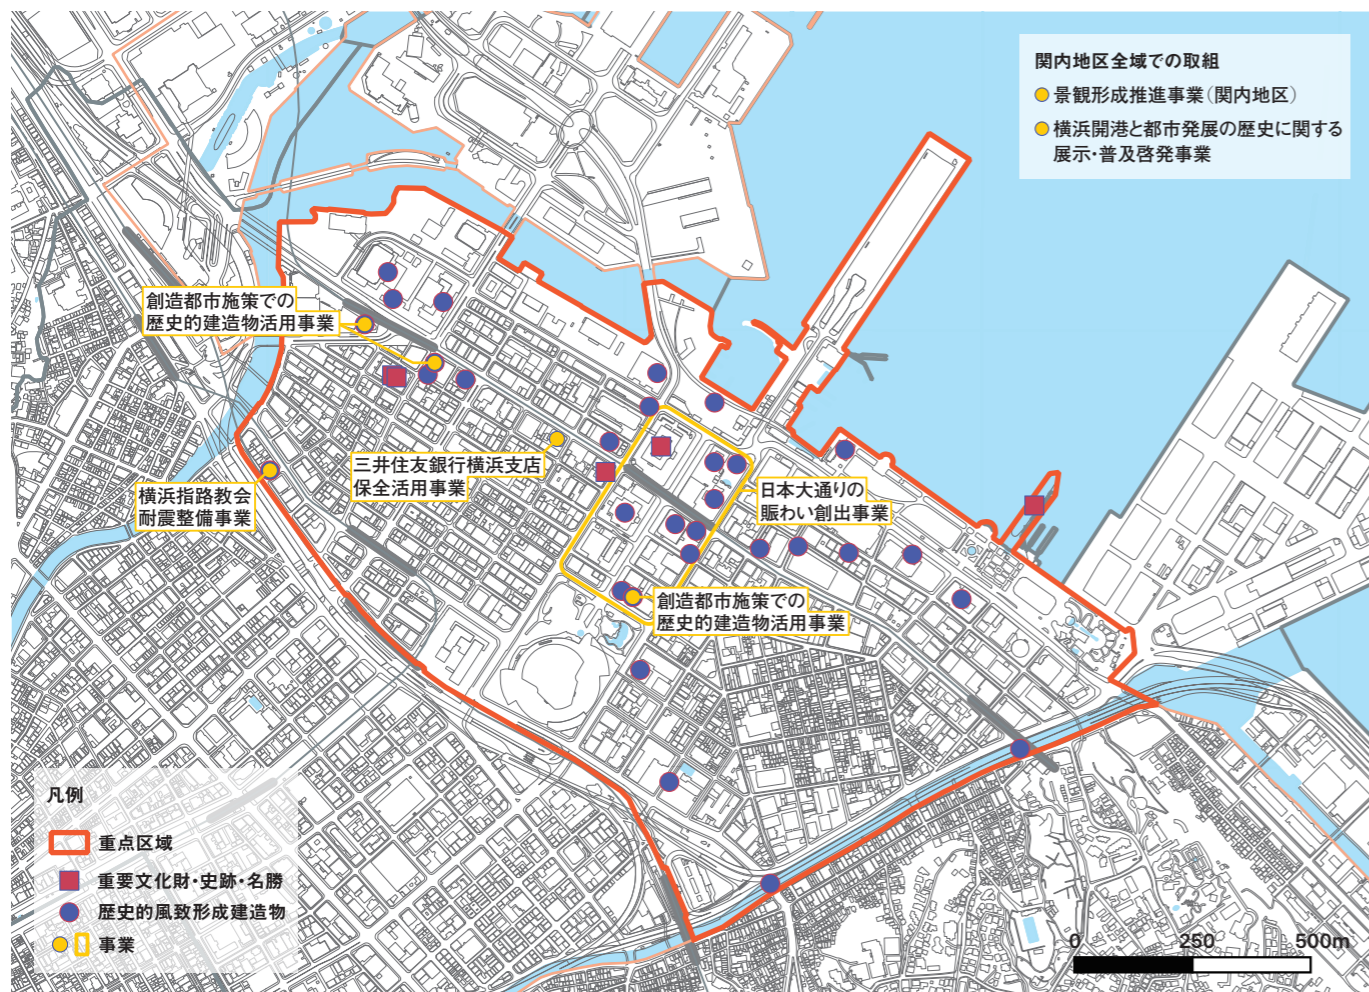 関内地区全域での取組
景観形成推進事業(関内地区)
横浜開港と都市発展の歴史に関する
展示・普及啓発事業
創造都市施策での
歴史的建造物活用事業
三井住友銀行横浜支店
保全活用事業
横浜指路教会
耐震整備事業
日本大通りの
賑わい創出事業
創造都市施策での
歴史的建造物活用事業
凡例
重点区域
重要文化財・史跡・名勝
歴史的風致形成建造物
事業
0 250 500m